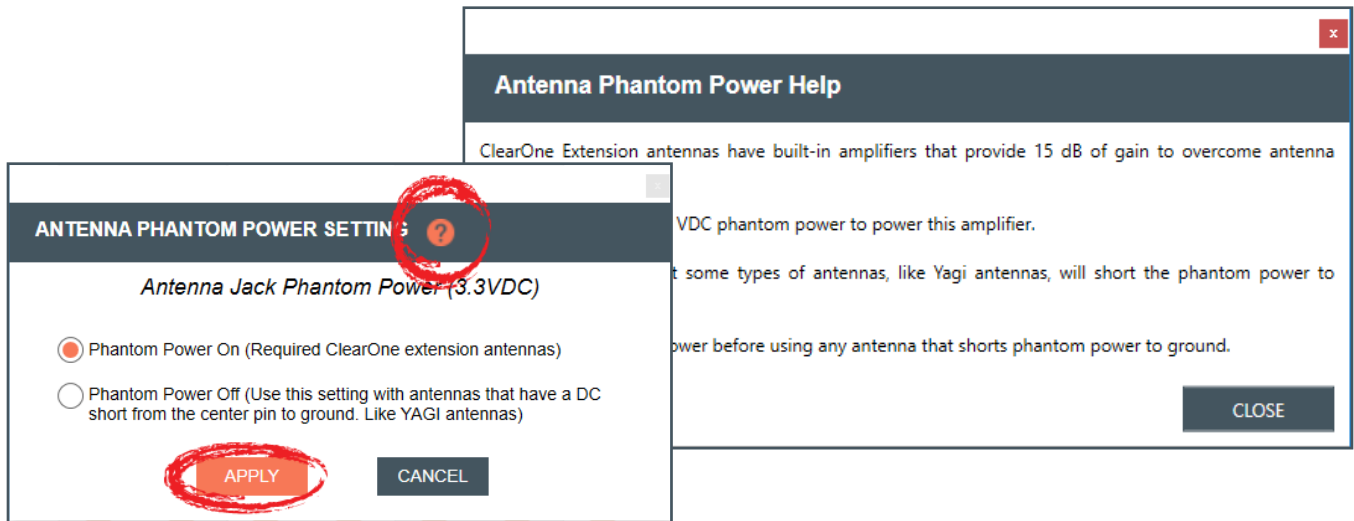 x
Antenna Phantom Power Help
ClearOne Extension antennas have built-in amplifiers that provide 15 dB of gain to overcome antenna
VDC phantom power to power this amplifier.
some types of antennas, like Yagi antennas, will short the phantom power to
before using any antenna that shorts phantom power to ground.
CLOSE
ANTENNA PHANTOM POWER SETTING ?
Antenna Jack Phantom Power (3.3VDC)
Phantom Power On (Required ClearOne extension antennas)
Phantom Power Off (Use this setting with antennas that have a DC
short from the center pin to ground. Like YAGI antennas)
APPLY
CANCEL